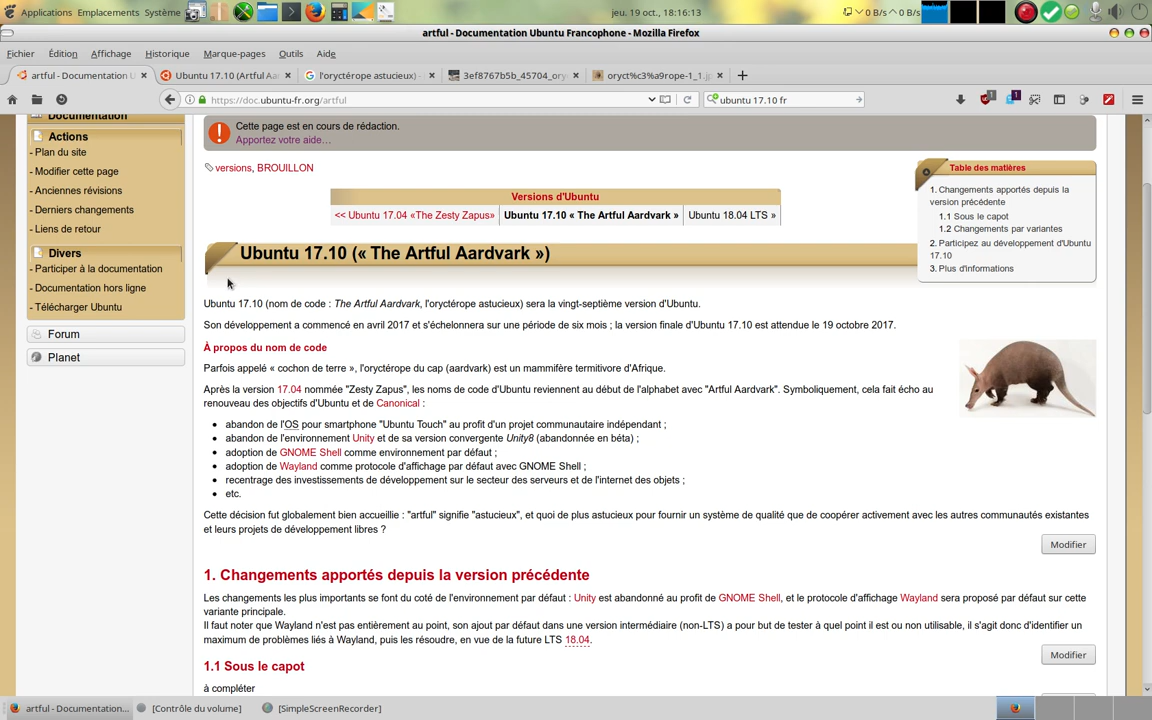 Applications Emplacements Système
jeu. 19 oct., 18:16:13
0 B/s 0 B/s
artful - Documentation Ubuntu Francophone - Mozilla Firefox
Fichier Édition Affichage Historique Marque-pages Outils Aide
artful - Documentation U × Ubuntu 17.10 (Artful Aa × l'oryctérope astucieux) - × 3ef8767b5b_45704_ory × oryct%c3%a9rope-1_1.jp × +
https://doc.ubuntu-fr.org/artful
ubuntu 17.10 fr
1 1
Documentation
Actions
- Plan du site
- Modifier cette page
- Anciennes révisions
- Derniers changements
- Liens de retour
Divers
- Participer à la documentation
- Documentation hors ligne
- Télécharger Ubuntu
Forum
Planet
Cette page est en cours de rédaction.
Apportez votre aide…
versions, BROUILLON
Versions d'Ubuntu
<< Ubuntu 17.04 «The Zesty Zapus» Ubuntu 17.10 « The Artful Aardvark » Ubuntu 18.04 LTS »
Table des matières
1. Changements apportés depuis la
version précédente
1.1 Sous le capot
1.2 Changements par variantes
2. Participez au développement d'Ubuntu
17.10
3. Plus d'informations
Ubuntu 17.10 (« The Artful Aardvark »)
Ubuntu 17.10 (nom de code : The Artful Aardvark, l'oryctérope astucieux) sera la vingt-septième version d'Ubuntu.
Son développement a commencé en avril 2017 et s'échelonnera sur une période de six mois ; la version finale d'Ubuntu 17.10 est attendue le 19 octobre 2017.
À propos du nom de code
Parfois appelé « cochon de terre », l'oryctérope du cap (aardvark) est un mammifère termitivore d'Afrique.
Après la version 17.04 nommée "Zesty Zapus", les noms de code d'Ubuntu reviennent au début de l'alphabet avec "Artful Aardvark". Symboliquement, cela fait écho au
renouveau des objectifs d'Ubuntu et de Canonical :
• abandon de l'OS pour smartphone "Ubuntu Touch" au profit d'un projet communautaire indépendant ;
• abandon de l'environnement Unity et de sa version convergente Unity8 (abandonnée en béta) ;
• adoption de GNOME Shell comme environnement par défaut ;
• adoption de Wayland comme protocole d'affichage par défaut avec GNOME Shell ;
• recentrage des investissements de développement sur le secteur des serveurs et de l'internet des objets ;
• etc.
Cette décision fut globalement bien accueillie : "artful" signifie "astucieux", et quoi de plus astucieux pour fournir un système de qualité que de coopérer activement avec les autres communautés existantes
et leurs projets de développement libres ?
Modifier
1. Changements apportés depuis la version précédente
Les changements les plus importants se font du coté de l'environnement par défaut : Unity est abandonné au profit de GNOME Shell, et le protocole d'affichage Wayland sera proposé par défaut sur cette
variante principale.
Il faut noter que Wayland n'est pas entièrement au point, son ajout par défaut dans une version intermédiaire (non-LTS) a pour but de tester à quel point il est ou non utilisable, il s'agit donc d'identifier un
maximum de problèmes liés à Wayland, puis les résoudre, en vue de la future LTS 18.04.
Modifier
1.1 Sous le capot
à compléter
artful - Documentation... [Contrôle du volume] [SimpleScreenRecorder]